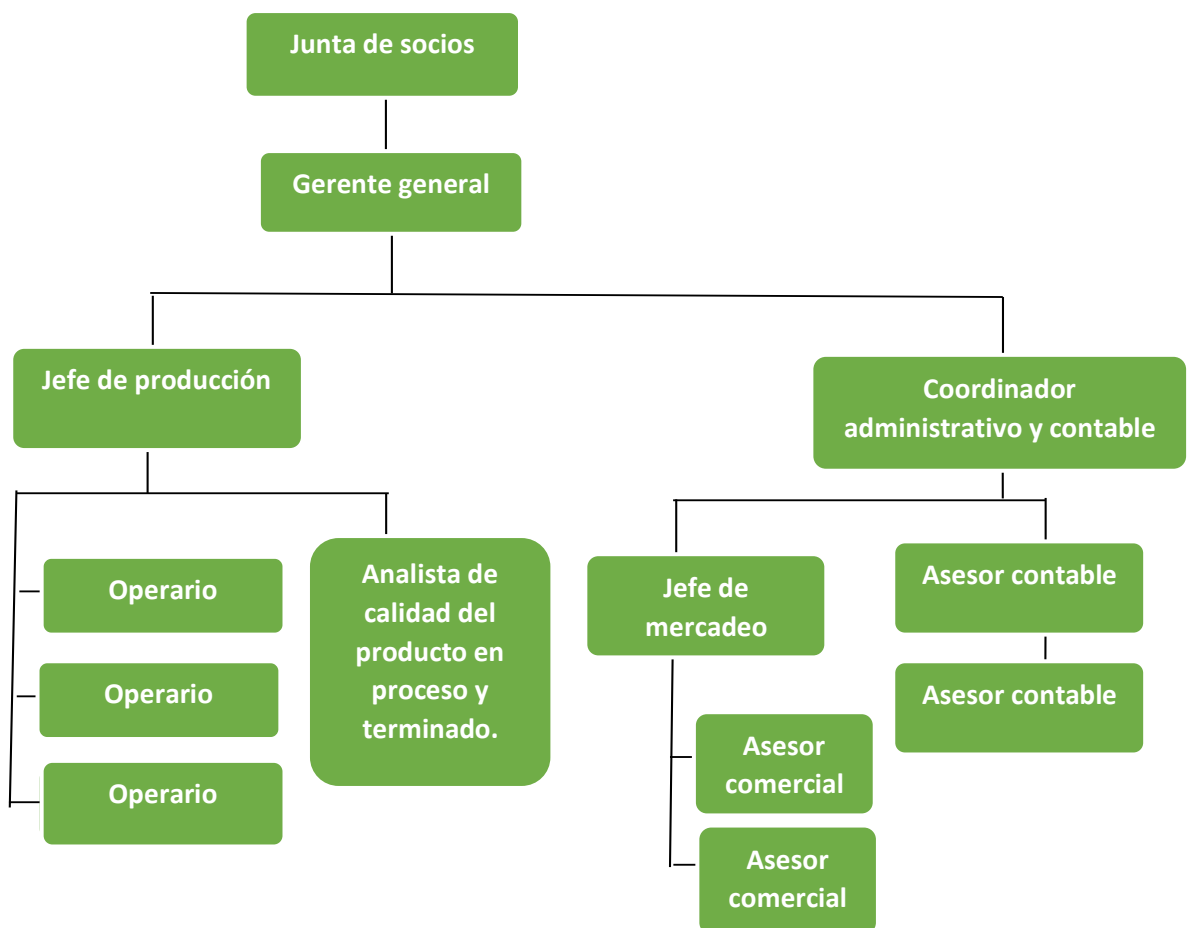 Junta de socios
Gerente general
Jefe de producción
Coordinador
administrativo y contable
Operario
Operario
Operario
Analista de
calidad del
producto en
proceso y
terminado.
Jefe de
mercadeo
Asesor
comercial
Asesor
comercial
Asesor contable
Asesor contable